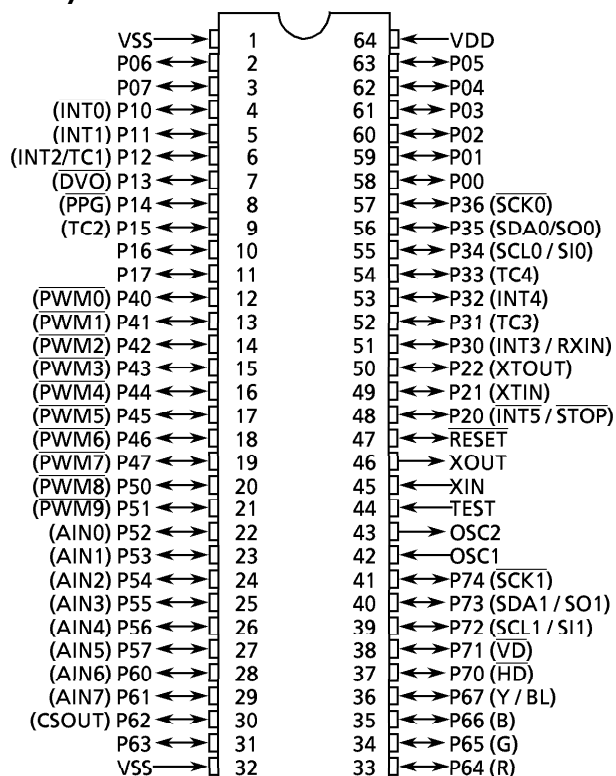 VSS 1 64 VDD
P06 2 63 P05
P07 3 62 P04
(INT0) P10 4 61 P03
(INT1) P11 5 60 P02
(INT2/TC1) P12 6 59 P01
(DVO) P13 7 58 P00
(PPG) P14 8 57 P36 (SCK0)
(TC2) P15 9 56 P35 (SDA0/SO0)
P16 10 55 P34 (SCL0 / SI0)
P17 11 54 P33 (TC4)
(PWM0) P40 12 53 P32 (INT4)
(PWM1) P41 13 52 P31 (TC3)
(PWM2) P42 14 51 P30 (INT3 / RXIN)
(PWM3) P43 15 50 P22 (XTOUT)
(PWM4) P44 16 49 P21 (XTIN)
(PWM5) P45 17 48 P20 (INT5 / STOP)
(PWM6) P46 18 47 RESET
(PWM7) P47 19 46 XOUT
(PWM8) P50 20 45 XIN
(PWM9) P51 21 44 TEST
(AIN0) P52 22 43 OSC2
(AIN1) P53 23 42 OSC1
(AIN2) P54 24 41 P74 (SCK1)
(AIN3) P55 25 40 P73 (SDA1 / SO1)
(AIN4) P56 26 39 P72 (SCL1 / SI1)
(AIN5) P57 27 38 P71 (VD)
(AIN6) P60 28 37 P70 (HD)
(AIN7) P61 29 36 P67 (Y / BL)
(CSOUT) P62 30 35 P66 (B)
P63 31 34 P65 (G)
VSS 32 33 P64 (R)